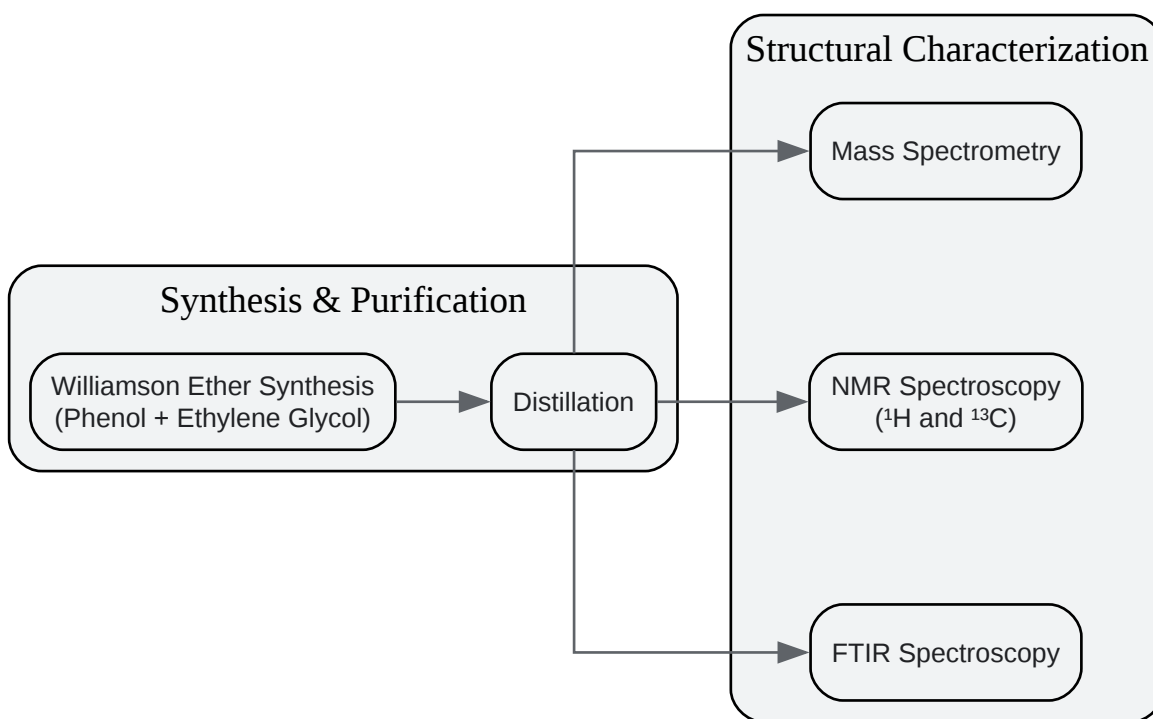 Structural Characterization
Mass Spectrometry
Synthesis & Purification
Williamson Ether Synthesis
(Phenol + Ethylene Glycol)
Distillation
NMR Spectroscopy
(¹H and ¹³C)
FTIR Spectroscopy